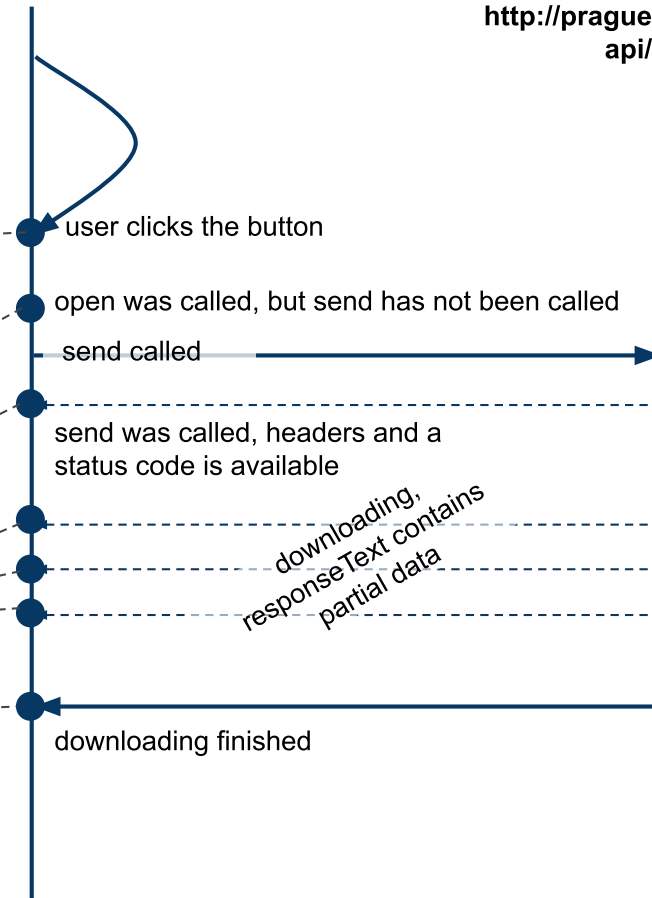 http://prague
api/
user clicks the button
open was called, but send has not been called
send called
send was called, headers and a
status code is available
downloading,
responseText contains
partial data
downloading finished